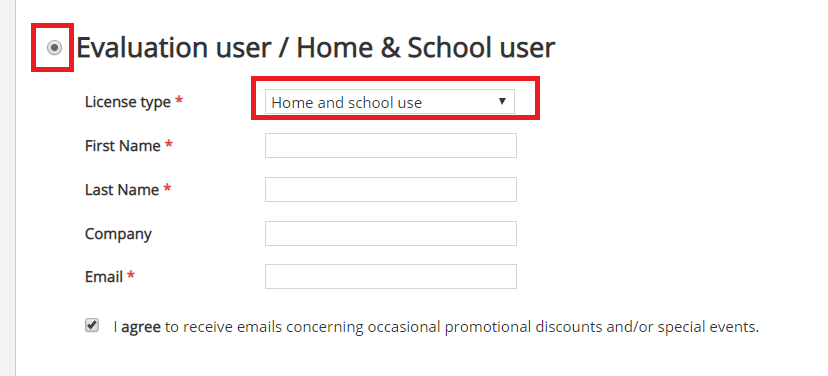 Evaluation user / Home & School user
License type * Home and school use
First Name *
Last Name *
Company
Email *
I agree to receive emails concerning occasional promotional discounts and/or special events.